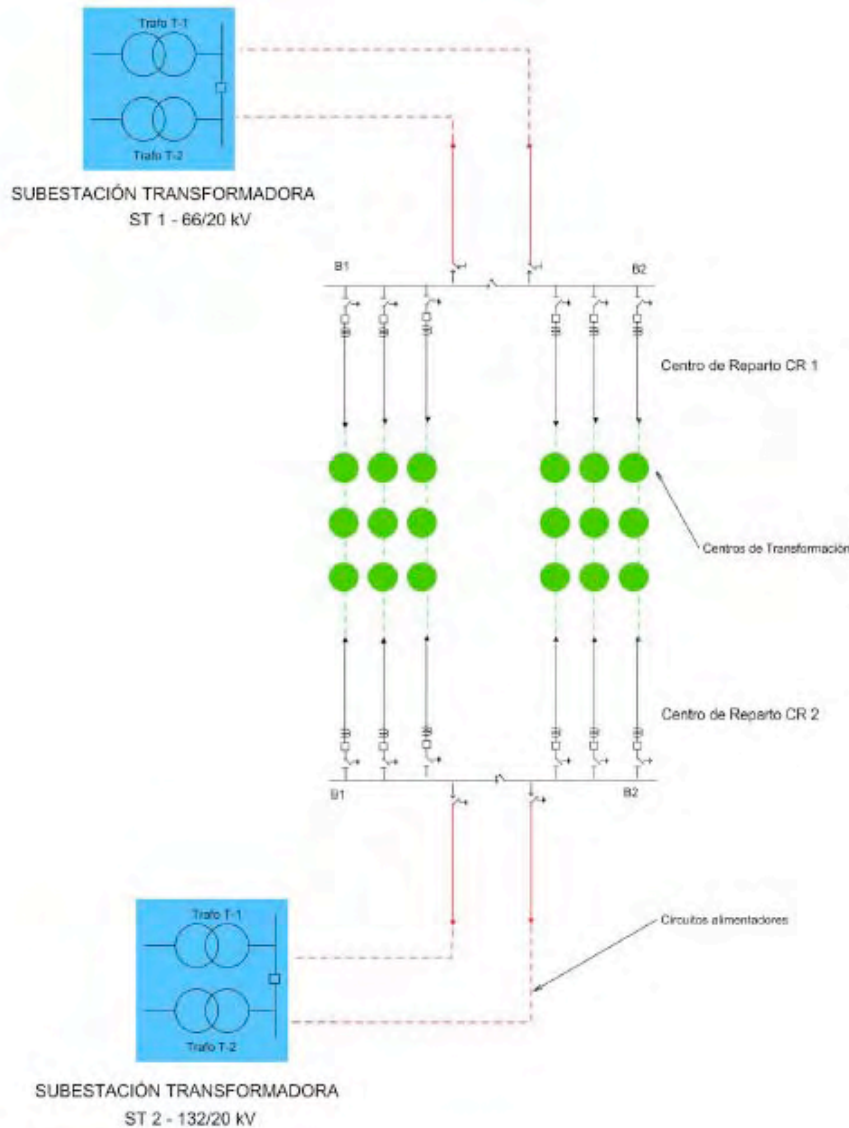 Trafo T-1
Trafo T-2
SUBESTACIÓN TRANSFORMADORA
ST 1 - 66/20 kV
B1
B2
Centro de Reparto CR 1
Centros de Transformación
Centro de Reparto CR 2
B1
B2
Circuitos alimentadores
Trafo T-1
Trafo T-2
SUBESTACIÓN TRANSFORMADORA
ST 2 - 132/20 kV